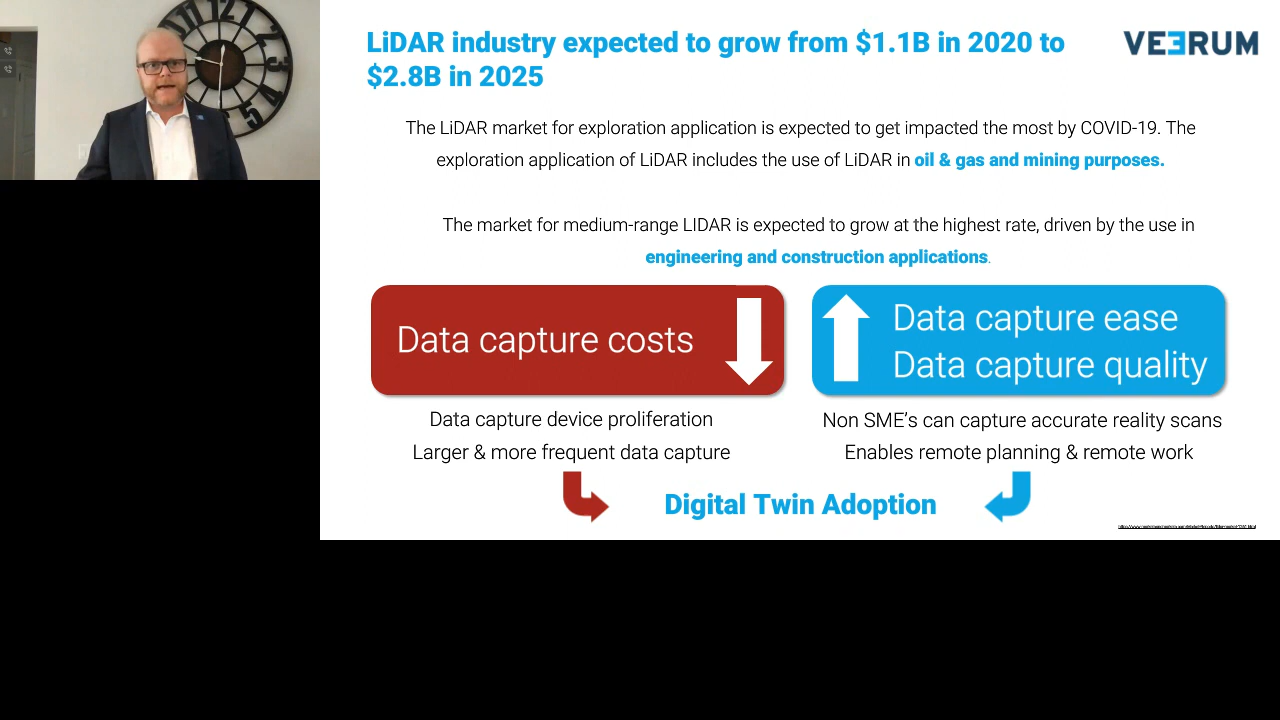 LiDAR industry expected to grow from $1.1B in 2020 to
$2.8B in 2025
VEERUM
The LiDAR market for exploration application is expected to get impacted the most by COVID-19. The
exploration application of LiDAR includes the use of LiDAR in oil & gas and mining purposes.
The market for medium-range LIDAR is expected to grow at the highest rate, driven by the use in
engineering and construction applications.
Data capture costs
Data capture ease
Data capture quality
Data capture device proliferation
Larger & more frequent data capture
Non SME's can capture accurate reality scans
Enables remote planning & remote work
Digital Twin Adoption